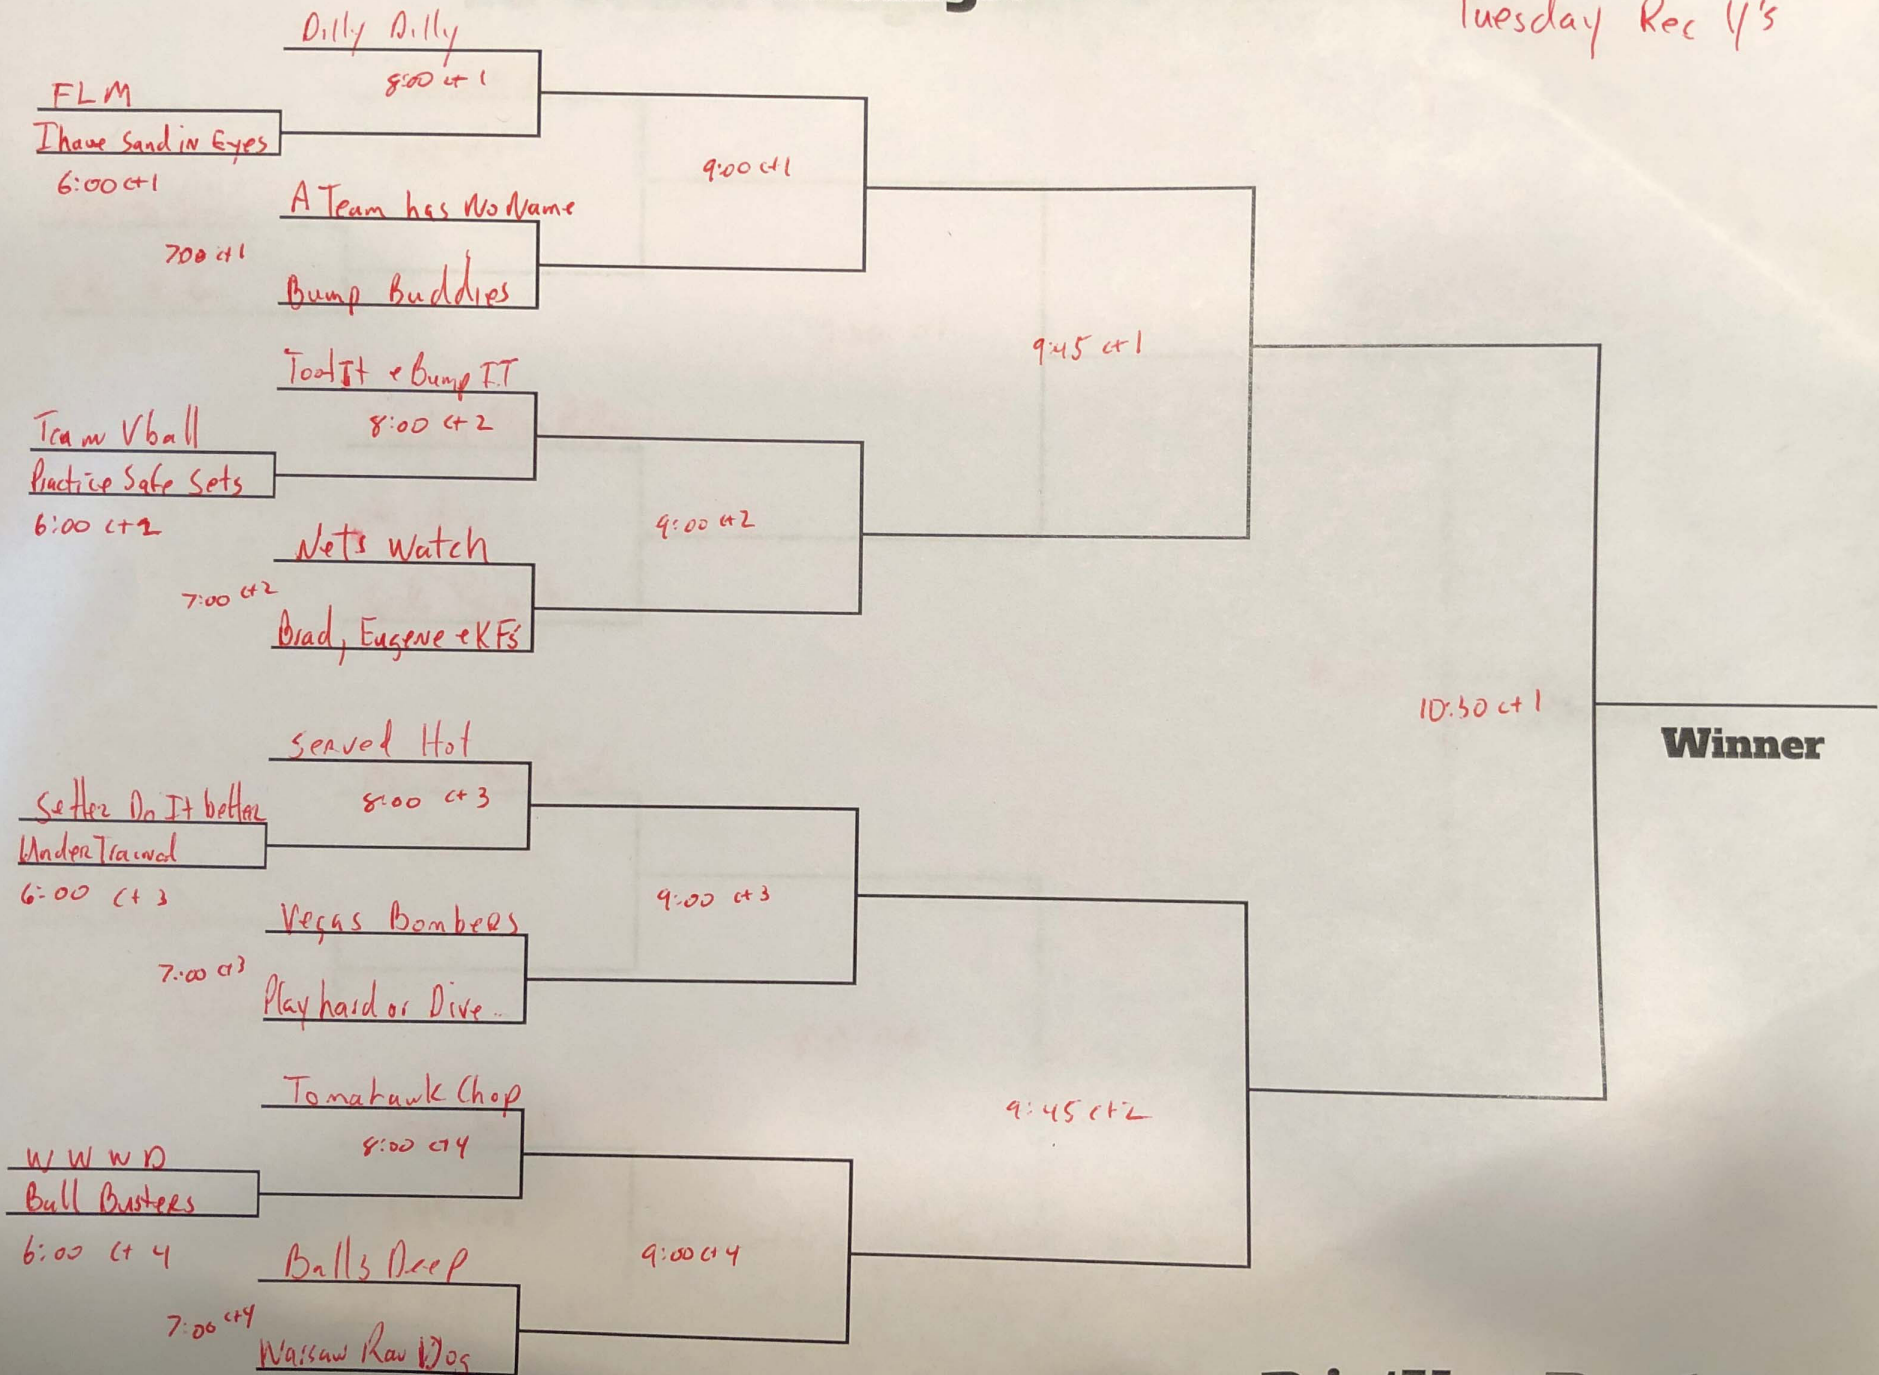 Tuesday Rec 4's
Dilly Dilly
8:00 ct 1
FLM
I have Sand in Eyes
6:00 ct 1
9:00 ct 1
A Team has No Name
7:00 ct 1
Bump Buddies
9:45 ct 1
Toot It & Bump IT
8:00 ct 2
Team Vball
Practice Safe Sets
6:00 ct 2
9:00 ct 2
Nets Watch
7:00 ct 2
Brad, Eugene & KF's
10:30 ct 1
Winner
Served Hot
8:00 ct 3
Setter Do It better
Under Trained
6:00 ct 3
9:00 ct 3
Vegas Bombers
7:00 ct 3
Play hard or Dive..
Tomahawk Chop
8:00 ct 4
9:45 ct 2
W W W D
Ball Busters
6:00 ct 4
9:00 ct 4
Balls Deep
7:00 ct 4
Warsaw Raw Dog